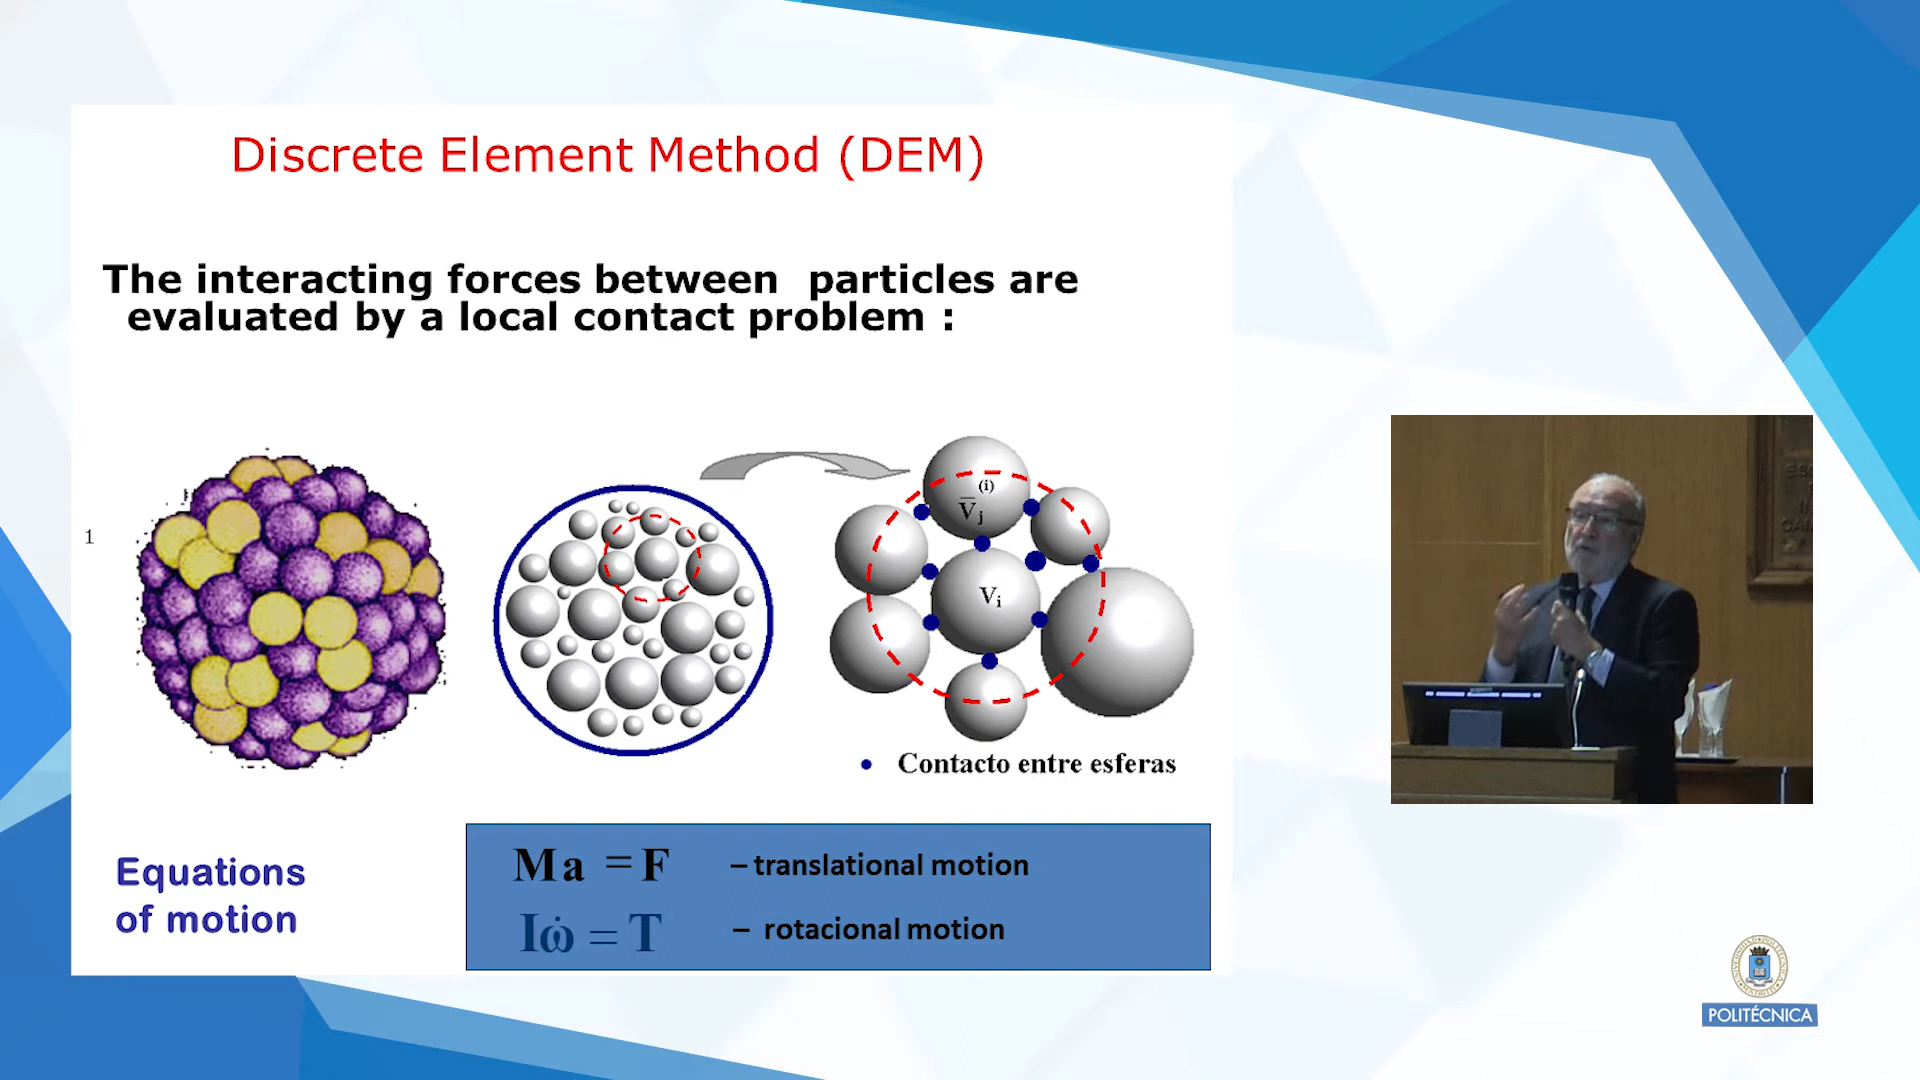 Discrete Element Method (DEM)
The interacting forces between particles are
evaluated by a local contact problem :
1
V̅j(i)
Vi
• Contacto entre esferas
Equations
of motion
Ma = F – translational motion
Iω̇ = T – rotacional motion
POLITÉCNICA